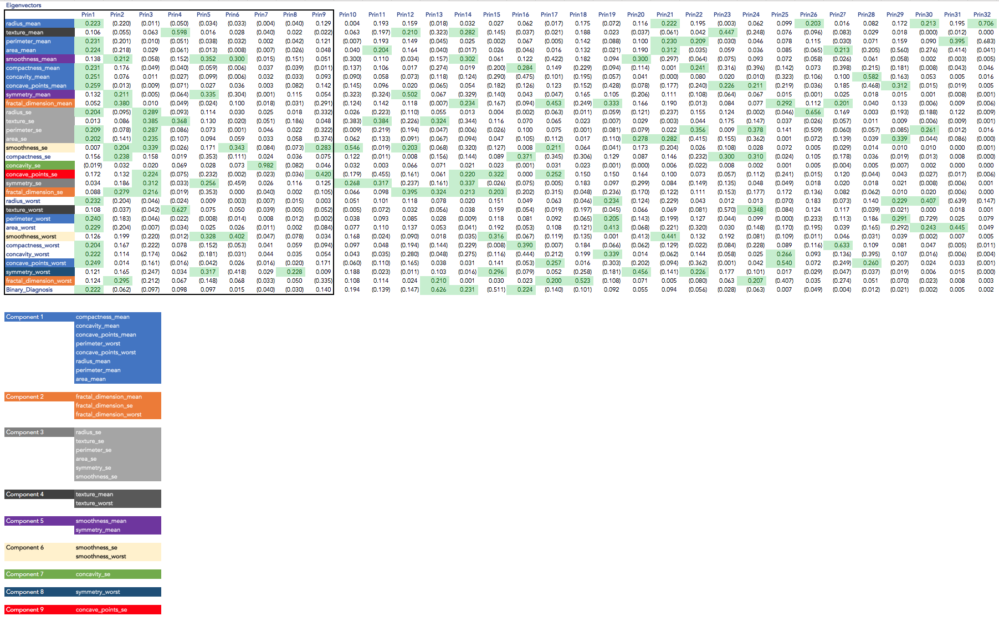 Eigenvectors
Prin1 Prin2 Prin3 Prin4 Prin5 Prin6 Prin7 Prin8 Prin9 Prin10 Prin11 Prin12 Prin13 Prin14 Prin15 Prin16 Prin17 Prin18 Prin19 Prin20 Prin21 Prin22 Prin23 Prin24 Prin25 Prin26 Prin27 Prin28 Prin29 Prin30 Prin31 Prin32
radius_mean 0.223 (0.220) (0.011) (0.050) (0.034) (0.033) (0.004) (0.040) 0.129 0.004 0.193 0.159 (0.018) 0.032 0.027 0.062 (0.017) 0.175 (0.072) 0.116 0.222 0.195 (0.003) 0.062 0.099 0.203 0.016 0.082 0.172 0.213 0.195 0.706
texture_mean 0.106 (0.055) 0.063 0.598 0.016 0.028 (0.040) 0.022 (0.022) 0.063 (0.197) 0.210 (0.323) 0.282 (0.145) (0.037) (0.021) 0.188 0.023 (0.037) (0.061) 0.042 0.447 (0.248) 0.076 (0.096) (0.083) 0.029 0.018 (0.000) (0.012) 0.000
perimeter_mean 0.231 (0.201) (0.010) (0.051) (0.038) (0.032) 0.002 (0.042) 0.121 (0.007) 0.193 0.149 (0.045) 0.025 (0.002) 0.067 (0.005) 0.142 (0.088) 0.100 0.230 0.209 (0.030) 0.046 0.078 0.115 (0.030) 0.071 0.159 0.090 0.395 (0.683)
area_mean 0.224 (0.218) 0.029 (0.061) (0.013) (0.008) (0.007) (0.026) 0.048 0.040 0.204 0.164 (0.040) (0.017) 0.026 (0.046) 0.016 0.132 (0.021) 0.190 0.312 (0.035) 0.059 0.036 0.085 (0.065) 0.213 (0.205) (0.560) (0.276) (0.414) (0.041)
smoothness_mean 0.138 0.212 (0.058) (0.152) 0.352 0.300 (0.015) (0.151) 0.051 (0.300) 0.110 (0.034) (0.157) 0.302 0.061 0.122 (0.422) 0.182 0.094 0.300 (0.297) (0.064) (0.075) 0.093 0.072 (0.058) (0.026) 0.061 (0.058) 0.002 (0.003) (0.005)
compactness_mean 0.231 0.176 (0.049) (0.040) (0.059) (0.006) 0.037 (0.039) (0.011) (0.137) 0.106 0.017 (0.274) 0.019 (0.200) 0.284 0.149 (0.229) (0.094) (0.114) 0.001 0.241 (0.316) (0.396) (0.142) 0.073 (0.398) (0.215) (0.181) (0.008) (0.043) 0.046
concavity_mean 0.251 0.076 0.011 (0.027) (0.099) (0.006) 0.032 (0.033) 0.093 (0.090) 0.058 (0.073) (0.118) (0.124) (0.290) (0.475) (0.101) (0.195) (0.057) 0.041 (0.000) 0.080 0.020 (0.010) (0.323) (0.106) 0.100 0.582 (0.163) 0.053 0.005 0.016
concave_points_mean 0.259 (0.013) (0.009) (0.071) 0.027 0.036 0.003 (0.082) 0.142 (0.145) 0.096 0.020 (0.065) 0.054 (0.182) (0.126) 0.123 (0.152) (0.428) (0.078) (0.177) (0.240) 0.226 0.211 (0.219) (0.036) 0.185 (0.468) 0.312 (0.015) (0.019) 0.005
symmetry_mean 0.132 0.211 (0.005) (0.064) 0.335 (0.304) (0.001) 0.115 0.054 (0.323) (0.324) 0.502 0.067 (0.329) 0.140 0.043 (0.047) 0.165 0.105 (0.206) 0.111 (0.108) (0.064) 0.067 0.015 (0.001) 0.025 0.018 0.015 0.001 (0.008) (0.001)
fractal_dimension_mean 0.052 0.380 0.010 (0.049) (0.024) 0.100 (0.018) (0.031) (0.291) (0.124) 0.142 0.118 (0.007) 0.234 (0.167) (0.094) 0.453 (0.249) 0.333 0.166 0.190 (0.013) 0.084 0.077 0.292 0.112 0.201 0.040 0.133 (0.006) 0.009 (0.006)
radius_se 0.204 (0.095) 0.289 (0.093) 0.114 0.030 0.025 0.018 (0.332) 0.026 (0.223) (0.110) 0.055 0.013 0.004 (0.002) (0.063) (0.011) (0.059) (0.121) (0.237) 0.155 0.124 (0.002) (0.046) 0.656 0.169 0.003 (0.193) (0.188) 0.122 (0.009)
texture_se 0.013 0.086 0.385 0.368 0.130 (0.020) (0.051) (0.186) 0.048 (0.383) 0.384 (0.226) 0.324 (0.344) 0.116 0.070 0.065 0.023 (0.007) 0.029 (0.003) 0.044 0.175 (0.147) 0.037 (0.026) (0.057) 0.011 0.009 (0.006) (0.009) (0.001)
perimeter_se 0.209 (0.078) 0.287 (0.086) 0.073 (0.001) 0.046 0.022 (0.322) (0.009) (0.219) (0.194) (0.047) (0.006) (0.026) 0.100 0.075 (0.001) (0.081) (0.079) 0.022 0.356 0.009 0.378 0.141 (0.509) (0.060) (0.057) (0.085) 0.261 (0.012) 0.016
area_se 0.202 (0.141) 0.235 (0.107) 0.094 0.059 0.033 0.058 (0.374) 0.062 (0.133) (0.091) (0.067) (0.094) 0.047 (0.105) (0.112) 0.017 (0.110) 0.278 0.282 (0.415) (0.155) (0.362) 0.001 (0.072) (0.139) 0.039 0.339 (0.044) (0.086) (0.000)
smoothness_se 0.007 0.204 0.339 (0.026) 0.171 0.343 (0.084) (0.073) 0.283 0.546 (0.019) 0.203 (0.068) (0.320) (0.127) 0.008 0.211 0.064 (0.041) 0.173 (0.204) 0.026 (0.108) 0.028 0.072 0.005 (0.029) 0.014 0.010 0.010 0.000 (0.001)
compactness_se 0.156 0.238 0.158 0.019 (0.353) (0.111) 0.024 0.036 0.075 0.122 (0.011) 0.008 (0.156) (0.144) 0.089 0.371 (0.345) (0.306) 0.129 0.087 0.146 (0.232) 0.300 0.310 (0.024) 0.105 (0.178) 0.036 (0.019) (0.013) 0.008 (0.000)
concavity_se (0.019) 0.032 0.020 0.069 0.028 0.073 0.982 (0.082) 0.046 0.032 0.003 0.066 0.071 0.021 0.023 (0.001) 0.031 0.023 (0.001) (0.000) 0.006 (0.022) 0.008 0.002 0.001 0.005 (0.004) 0.005 (0.007) 0.002 0.000 0.000
concave_points_se 0.172 0.132 0.224 (0.075) (0.232) (0.002) (0.023) (0.036) 0.420 (0.179) (0.455) (0.161) 0.061 0.220 0.322 0.000 0.252 0.150 0.150 0.164 0.100 0.073 (0.057) (0.112) (0.241) (0.015) 0.120 (0.044) 0.043 (0.027) (0.017) (0.006)
symmetry_se 0.034 0.186 0.312 (0.033) 0.256 (0.459) 0.026 0.116 0.125 0.268 0.317 (0.237) (0.161) 0.337 (0.026) (0.075) (0.005) 0.183 0.097 (0.299) 0.084 (0.149) (0.135) 0.048 (0.049) 0.018 0.020 0.018 0.021 (0.008) (0.006) 0.001
fractal_dimension_se 0.088 0.279 0.216 (0.019) (0.353) 0.000 (0.040) 0.002 (0.105) 0.066 0.098 0.395 0.324 0.213 0.203 (0.202) (0.315) (0.048) (0.236) (0.170) (0.122) 0.111 (0.153) (0.177) 0.172 (0.136) 0.082 (0.062) 0.010 0.020 (0.006) 0.000
radius_worst 0.232 (0.204) (0.046) (0.024) 0.009 (0.003) (0.007) (0.015) 0.003 0.051 0.101 0.118 0.078 0.020 0.151 0.049 0.063 (0.046) 0.234 (0.124) (0.229) 0.043 0.012 0.013 (0.070) 0.183 (0.073) 0.140 0.229 0.407 (0.639) (0.147)
texture_worst 0.108 (0.037) (0.042) 0.627 0.075 0.050 (0.039) (0.005) (0.052) (0.005) (0.072) 0.032 (0.056) 0.038 0.159 (0.054) (0.019) (0.197) (0.045) 0.066 0.069 (0.081) (0.570) 0.348 (0.084) 0.124 0.117 (0.039) (0.021) 0.000 0.018 0.001
perimeter_worst 0.240 (0.183) (0.046) (0.022) (0.008) (0.014) 0.008 (0.012) (0.002) 0.038 0.093 0.085 0.028 (0.009) 0.118 0.081 0.092 (0.065) 0.205 (0.143) (0.199) 0.127 (0.044) 0.099 (0.000) (0.233) (0.113) 0.186 0.291 (0.729) 0.025 0.079
area_worst 0.229 (0.204) (0.007) (0.034) 0.025 0.026 (0.011) 0.002 (0.084) 0.077 0.110 0.137 0.053 (0.041) 0.192 (0.053) 0.108 (0.121) 0.413 (0.068) (0.221) (0.320) 0.030 (0.148) (0.170) (0.195) 0.039 (0.165) (0.292) 0.243 0.445 0.049
smoothness_worst 0.126 0.199 (0.220) (0.012) 0.328 0.402 (0.047) (0.078) 0.034 0.168 (0.024) (0.090) 0.018 (0.035) 0.316 (0.067) (0.119) (0.135) 0.001 (0.413) 0.441 0.132 0.192 (0.081) (0.109) (0.011) 0.046 (0.031) 0.039 (0.002) 0.007 0.005
compactness_worst 0.204 0.167 (0.222) 0.078 (0.152) (0.053) 0.041 0.059 (0.094) 0.097 0.048 (0.194) (0.144) (0.229) (0.008) 0.390 (0.007) 0.184 (0.066) (0.062) (0.129) (0.022) (0.084) (0.228) 0.089 (0.116) 0.633 0.109 0.081 0.047 (0.005) (0.011)
concavity_worst 0.222 0.114 (0.174) 0.062 (0.181) (0.031) 0.044 0.035 0.054 0.043 (0.035) (0.280) (0.048) (0.275) 0.116 (0.444) (0.212) 0.199 0.339 0.014 (0.062) 0.144 (0.058) 0.025 0.266 0.093 (0.136) (0.395) 0.107 (0.016) (0.006) (0.004)
concave_points_worst 0.249 0.014 (0.161) (0.016) (0.042) 0.026 (0.016) (0.020) 0.171 (0.060) (0.110) (0.165) 0.038 0.031 0.141 (0.053) 0.257 0.016 (0.303) (0.202) (0.094) (0.362) (0.001) 0.042 0.540 0.072 (0.249) 0.260 (0.207) 0.024 0.033 (0.001)
symmetry_worst 0.121 0.165 (0.247) 0.034 0.317 (0.418) 0.029 0.228 0.009 0.188 (0.023) (0.011) 0.103 (0.016) 0.296 (0.079) 0.052 (0.258) (0.181) 0.456 (0.141) 0.226 0.177 (0.101) 0.017 (0.029) (0.047) (0.037) (0.019) 0.006 0.015 (0.000)
fractal_dimension_worst 0.124 0.295 (0.212) 0.067 (0.148) 0.068 (0.033) 0.050 (0.335) 0.108 0.114 0.024 0.210 0.001 0.030 0.023 0.200 0.523 (0.108) 0.071 0.005 (0.080) 0.063 0.207 (0.407) 0.035 (0.274) 0.051 (0.070) (0.023) 0.008 0.003
Binary_Diagnosis 0.222 (0.062) (0.097) 0.098 0.097 0.015 (0.040) (0.030) 0.140 0.194 (0.139) (0.147) 0.626 0.231 (0.511) 0.224 (0.140) (0.101) 0.092 0.055 0.094 (0.056) (0.028) (0.063) 0.007 (0.049) (0.004) (0.012) (0.021) (0.002) 0.005 0.002
Component 1 compactness_mean
concavity_mean
concave_points_mean
perimeter_worst
concave_points_worst
radius_mean
perimeter_mean
area_mean
Component 2 fractal_dimension_mean
fractal_dimension_se
fractal_dimension_worst
Component 3 radius_se
texture_se
perimeter_se
area_se
symmetry_se
smoothness_se
Component 4 texture_mean
texture_worst
Component 5 smoothness_mean
symmetry_mean
Component 6 smoothness_se
smoothness_worst
Component 7 concavity_se
Component 8 symmetry_worst
Component 9 concave_points_se